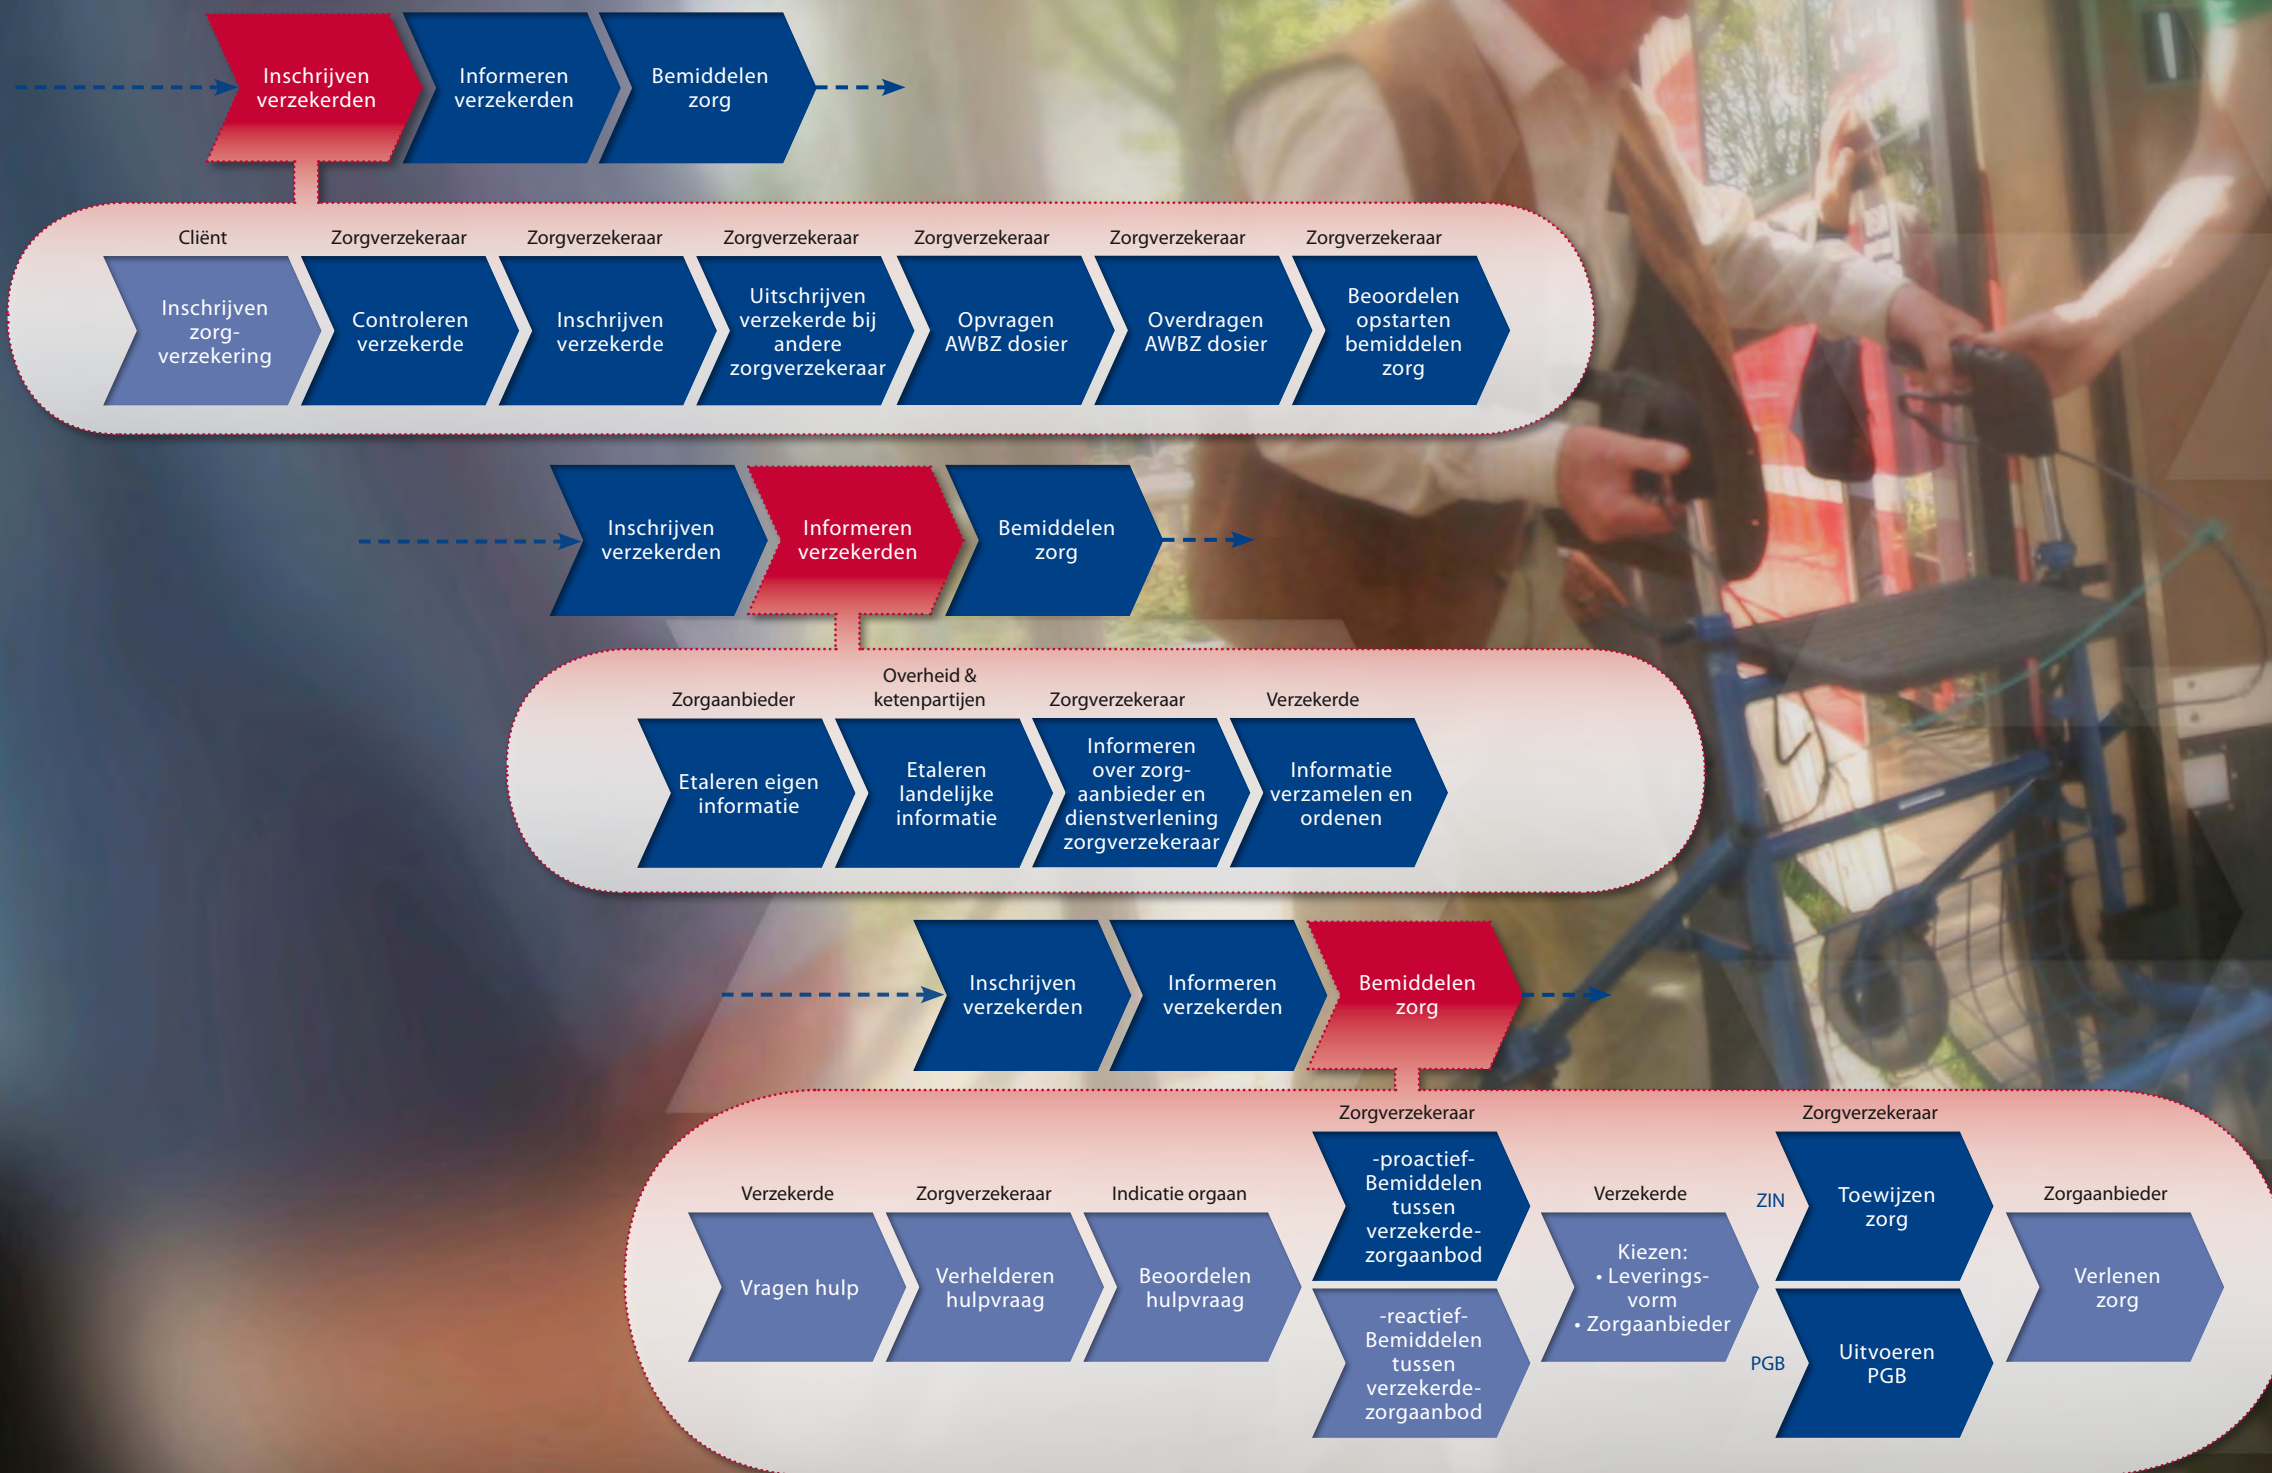 Inschrijven
verzekerden
Informeren
verzekerden
Bemiddelen
zorg
Cliënt
Inschrijven
zorg-
verzekering
Zorgverzekeraar
Controleren
verzekerde
Zorgverzekeraar
Inschrijven
verzekerde
Zorgverzekeraar
Uitschrijven
verzekerde bij
andere
zorgverzekeraar
Zorgverzekeraar
Opvragen
AWBZ dosier
Zorgverzekeraar
Overdragen
AWBZ dosier
Zorgverzekeraar
Beoordelen
opstarten
bemiddelen
zorg
Inschrijven
verzekerden
Informeren
verzekerden
Bemiddelen
zorg
Zorgaanbieder
Etaleren eigen
informatie
Overheid &
ketenpartijen
Etaleren
landelijke
informatie
Zorgverzekeraar
Informeren
over zorg-
aanbieder en
dienstverlening
zorgverzekeraar
Verzekerde
Informatie
verzamelen en
ordenen
Inschrijven
verzekerden
Informeren
verzekerden
Bemiddelen
zorg
Verzekerde
Vragen hulp
Zorgverzekeraar
Verhelderen
hulpvraag
Indicatie orgaan
Beoordelen
hulpvraag
Zorgverzekeraar
-proactief-
Bemiddelen
tussen
verzekerde-
zorgaanbod
-reactief-
Bemiddelen
tussen
verzekerde-
zorgaanbod
Verzekerde
Kiezen:
• Leverings-
vorm
• Zorgaanbieder
Zorgverzekeraar
ZIN
Toewijzen
zorg
PGB
Uitvoeren
PGB
Zorgaanbieder
Verlenen
zorg